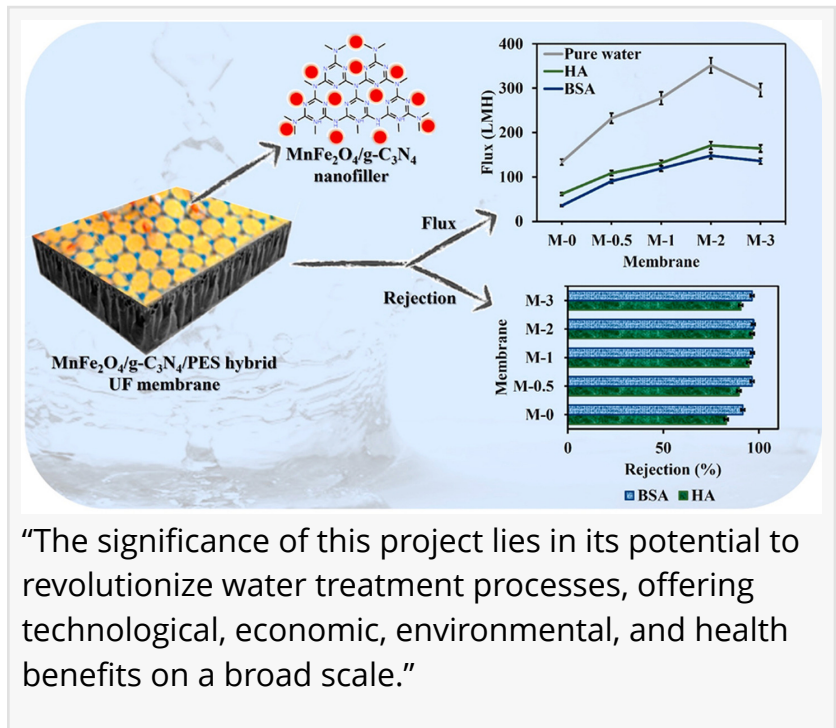 400
300
200
100
0
Flux (LMH)
Pure water
HA
BSA
M-0 M-0.5 M-1 M-2 M-3
Membrane
MnFe₂O₄/g-C₃N₄
nanofiller
Flux
Rejection
MnFe₂O₄/g-C₃N₄/PES hybrid
UF membrane
Membrane
M-3
M-2
M-1
M-0.5
M-0
0 50 100
Rejection (%)
BSA HA
“The significance of this project lies in its potential to
revolutionize water treatment processes, offering
technological, economic, environmental, and health
benefits on a broad scale.”